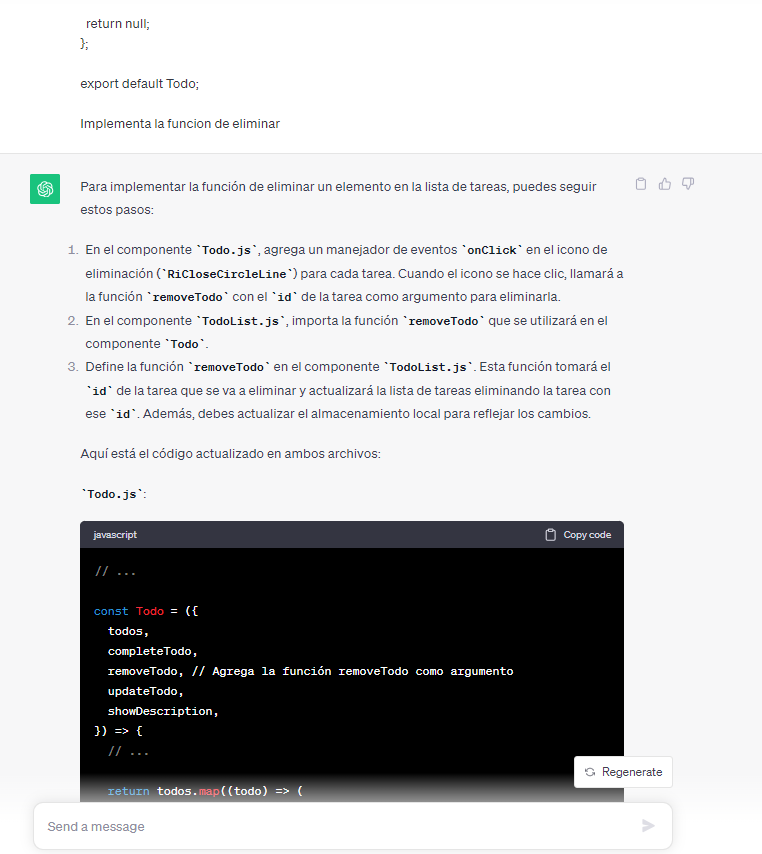 return null;
};
export default Todo;
Implementa la funcion de eliminar
Para implementar la función de eliminar un elemento en la lista de tareas, puedes seguir
estos pasos:
1. En el componente `Todo.js`, agrega un manejador de eventos `onClick` en el icono de
eliminación (`RiCloseCircleLine`) para cada tarea. Cuando el icono se hace clic, llamará a
la función `removeTodo` con el `id` de la tarea como argumento para eliminarla.
2. En el componente `TodoList.js`, importa la función `removeTodo` que se utilizará en el
componente `Todo`.
3. Define la función `removeTodo` en el componente `TodoList.js`. Esta función tomará el
`id` de la tarea que se va a eliminar y actualizará la lista de tareas eliminando la tarea con
ese `id`. Además, debes actualizar el almacenamiento local para reflejar los cambios.
Aquí está el código actualizado en ambos archivos:
`Todo.js`:
javascript
Copy code
// ...
const Todo = ({
todos,
completeTodo,
removeTodo, // Agrega la función removeTodo como argumento
updateTodo,
showDescription,
}) => {
// ...
return todos.map((todo) => (
Regenerate
Send a message